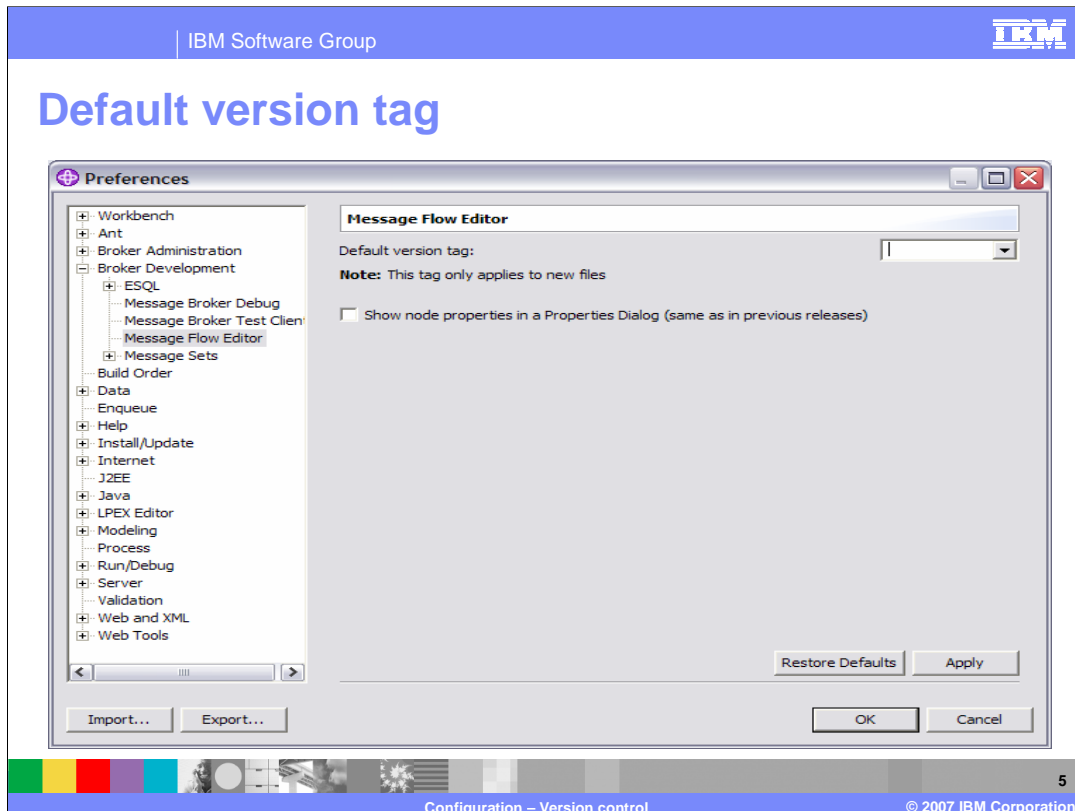 IBM Software Group
IBM
Default version tag
Preferences
Workbench
Ant
Broker Administration
Broker Development
ESQL
Message Broker Debug
Message Broker Test Clien
Message Flow Editor
Message Sets
Build Order
Data
Enqueue
Help
Install/Update
Internet
J2EE
Java
LPEX Editor
Modeling
Process
Run/Debug
Server
Validation
Web and XML
Web Tools
Message Flow Editor
Default version tag:
Note: This tag only applies to new files
Show node properties in a Properties Dialog (same as in previous releases)
Restore Defaults Apply
Import... Export... OK Cancel
5
Configuration – Version control © 2007 IBM Corporation